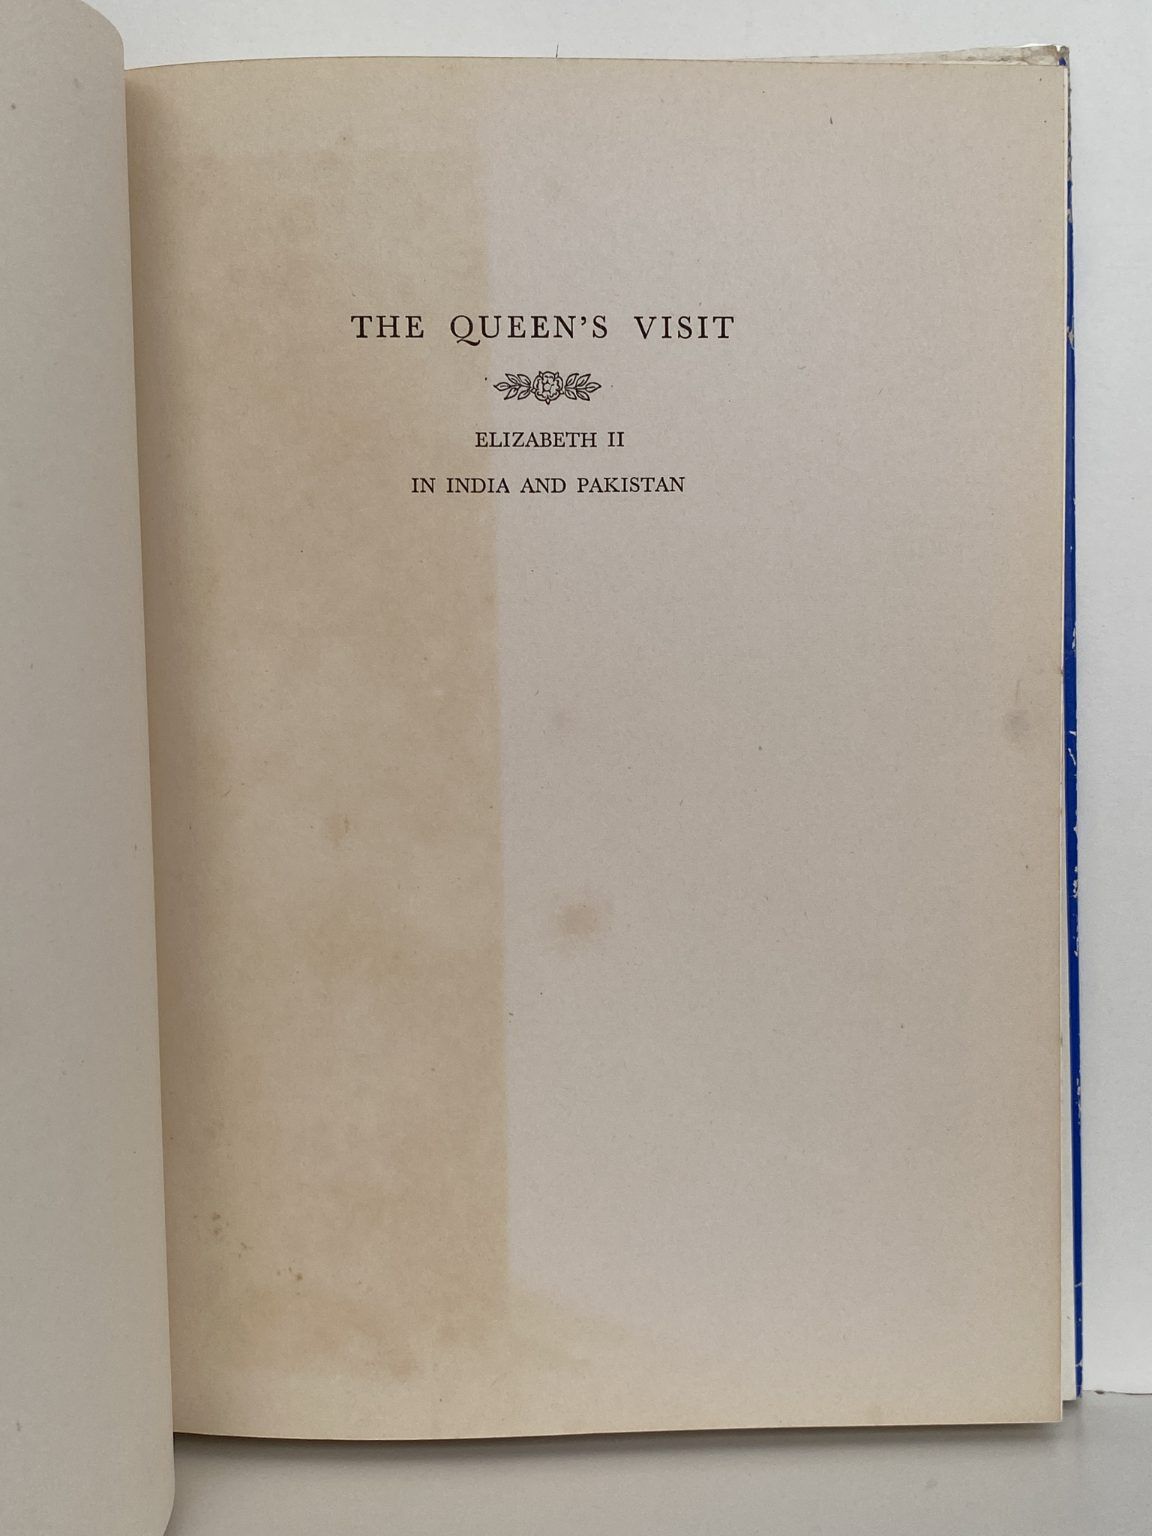 THE QUEEN'S VISIT
ELIZABETH II
IN INDIA AND PAKISTAN